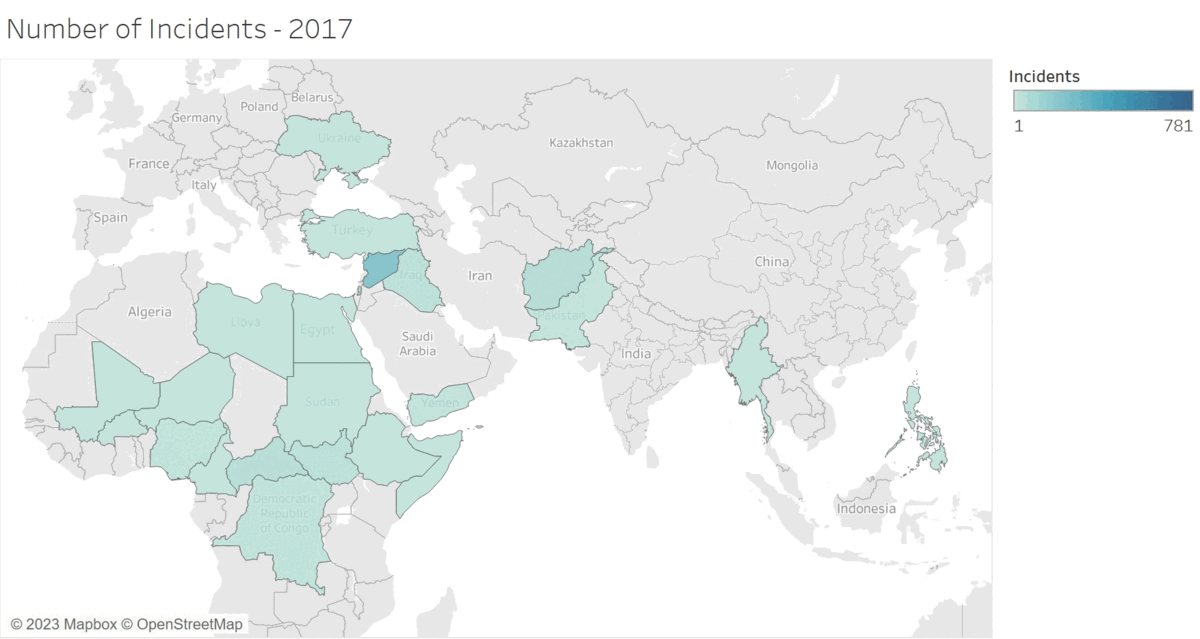 Number of Incidents - 2017
Incidents
1
781
Belarus
Poland
Germany
Ukraine
Kazakhstan
France
Mongolia
Italy
Spain
Turkey
China
Iraq
Iran
Algeria
Libya
Egypt
Pakistan
Saudi
Arabia
India
Sudan
Yemen
Democratic
Republic
of Congo
Indonesia
© 2023 Mapbox © OpenStreetMap